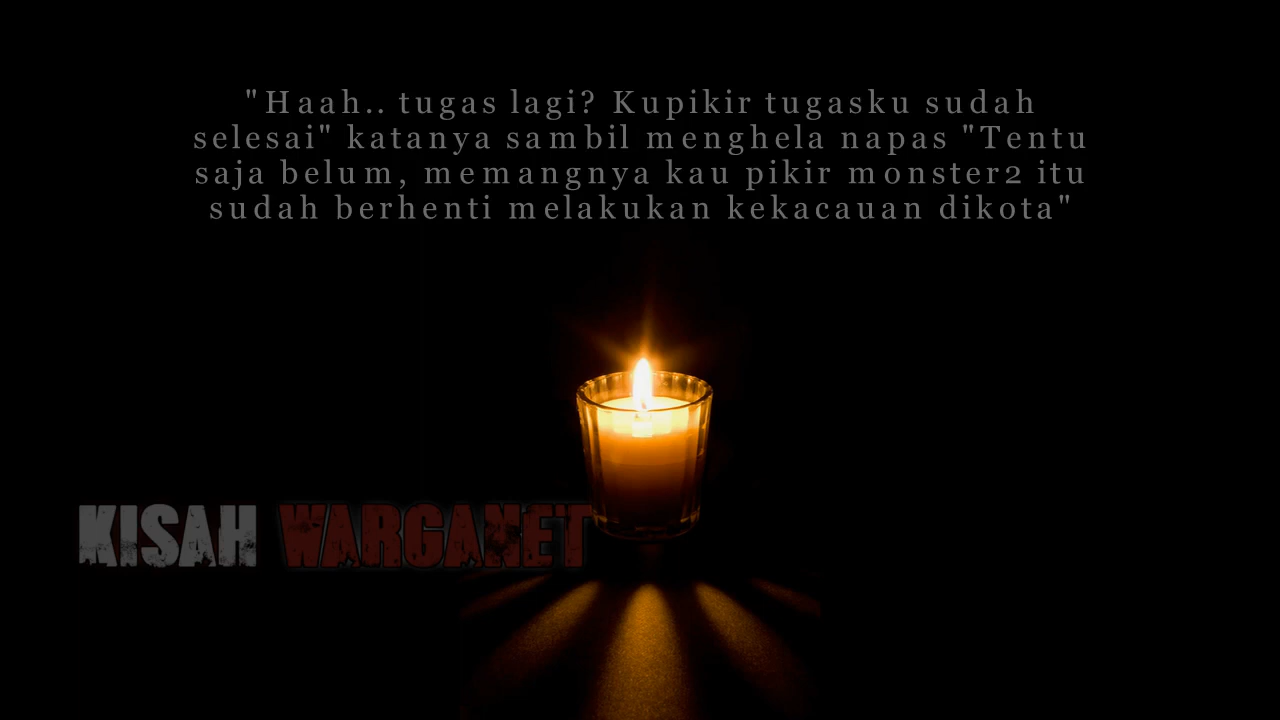 "Haah.. tugas lagi? Kupikir tugasku sudah
selesai" katanya sambil menghela napas "Tentu
saja belum, memangnya kau pikir monster2 itu
sudah berhenti melakukan kekacauan dikota"
KISAH WARGANET